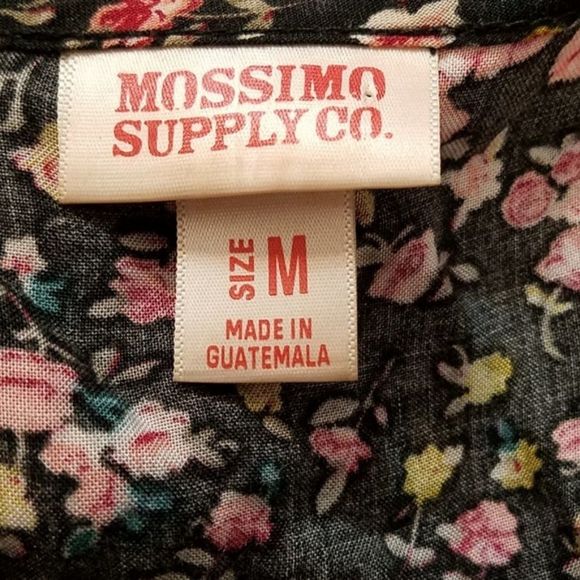 MOSSIMO
SUPPLY CO.
SIZE M
MADE IN
GUATEMALA